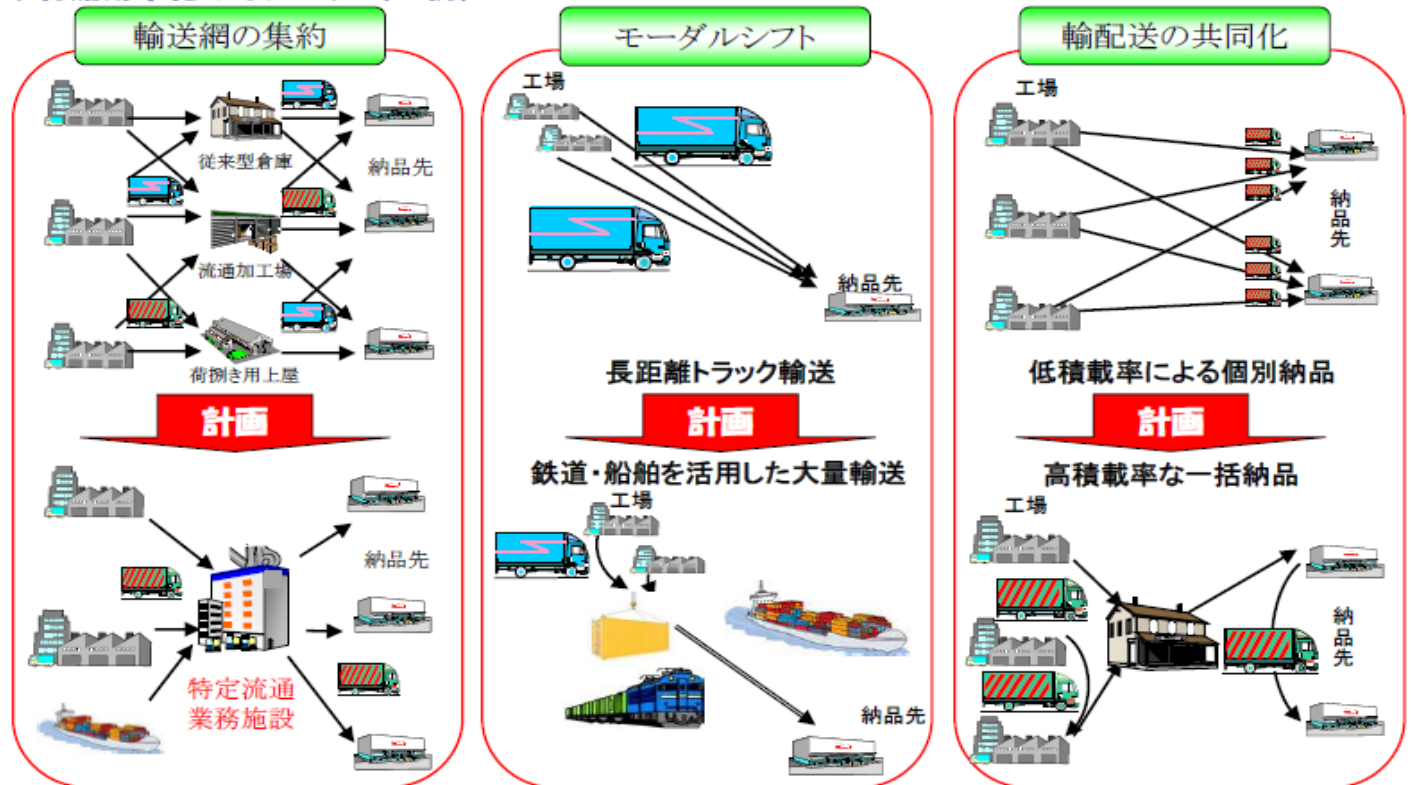 輸送網の集約
従来型倉庫
納品先
流通加工場
荷捌き用上屋
計画
納品先
特定流通
業務施設
モーダルシフト
工場
納品先
長距離トラック輸送
計画
鉄道・船舶を活用した大量輸送
工場
納品先
輸配送の共同化
工場
納品先
低積載率による個別納品
計画
高積載率な一括納品
工場
納品先